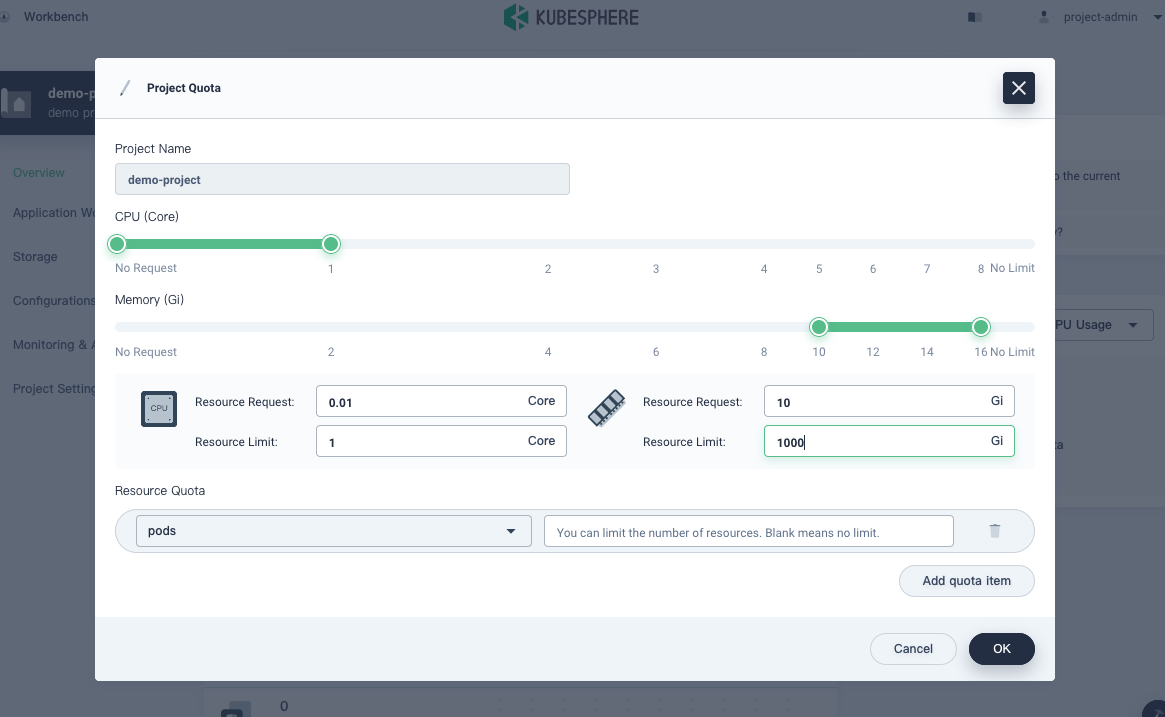 Workbench
KUBESPHERE
project-admin
demo-p
demo pr
Overview
Application Wo
Storage
Configurations
Monitoring & A
Project Setting
o the current
y?
PU Usage
ta
0
Project Quota
Project Name
demo-project
CPU (Core)
No Request 1 2 3 4 5 6 7 8 No Limit
Memory (Gi)
No Request 2 4 6 8 10 12 14 16 No Limit
CPU
Resource Request: 0.01 Core
Resource Request: 10 Gi
Resource Limit: 1 Core
Resource Limit: 1000 Gi
Resource Quota
pods
You can limit the number of resources. Blank means no limit.
Add quota item
Cancel
OK